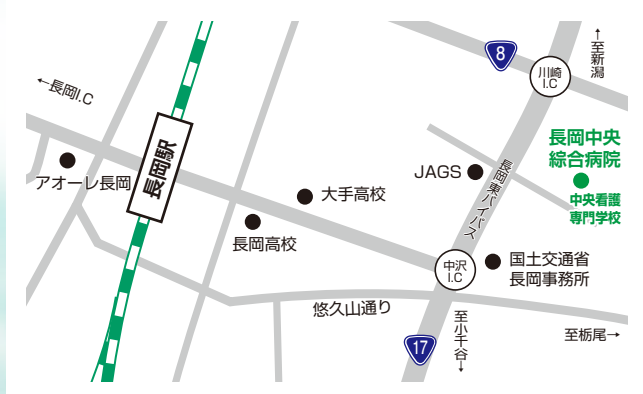 8
川崎
I.C
↑至新潟
←長岡I.C
長岡駅
アオーレ長岡
長岡中央
綜合病院
中央看護
専門学校
JAGS
長岡東バイパス
大手高校
長岡高校
中沢
I.C
国土交通省
長岡事務所
悠久山通り
17
至小千谷→
至栃尾→